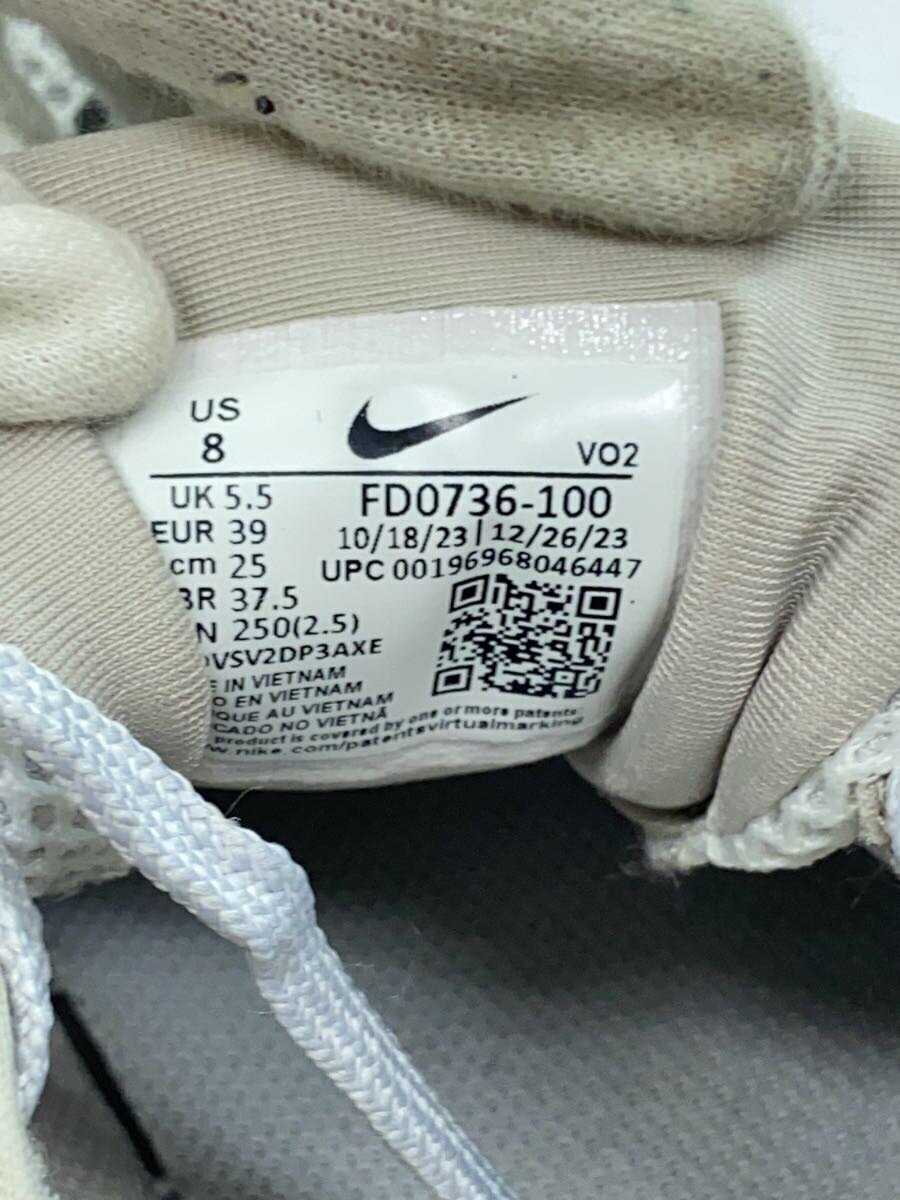 US
8
VO2
UK 5.5
FD0736-100
EUR 39
10/18/23 | 12/26/23
cm 25
UPC 00196968046447
BR 37.5
N 250(2.5)
VSV2DP3AXE
IN VIETNAM
EN VIETNAM
IQUE AU VIETNAM
CADO NO VIETNÃ
product is covered by one or more patents.
nike.com/patentsvirtualmarking